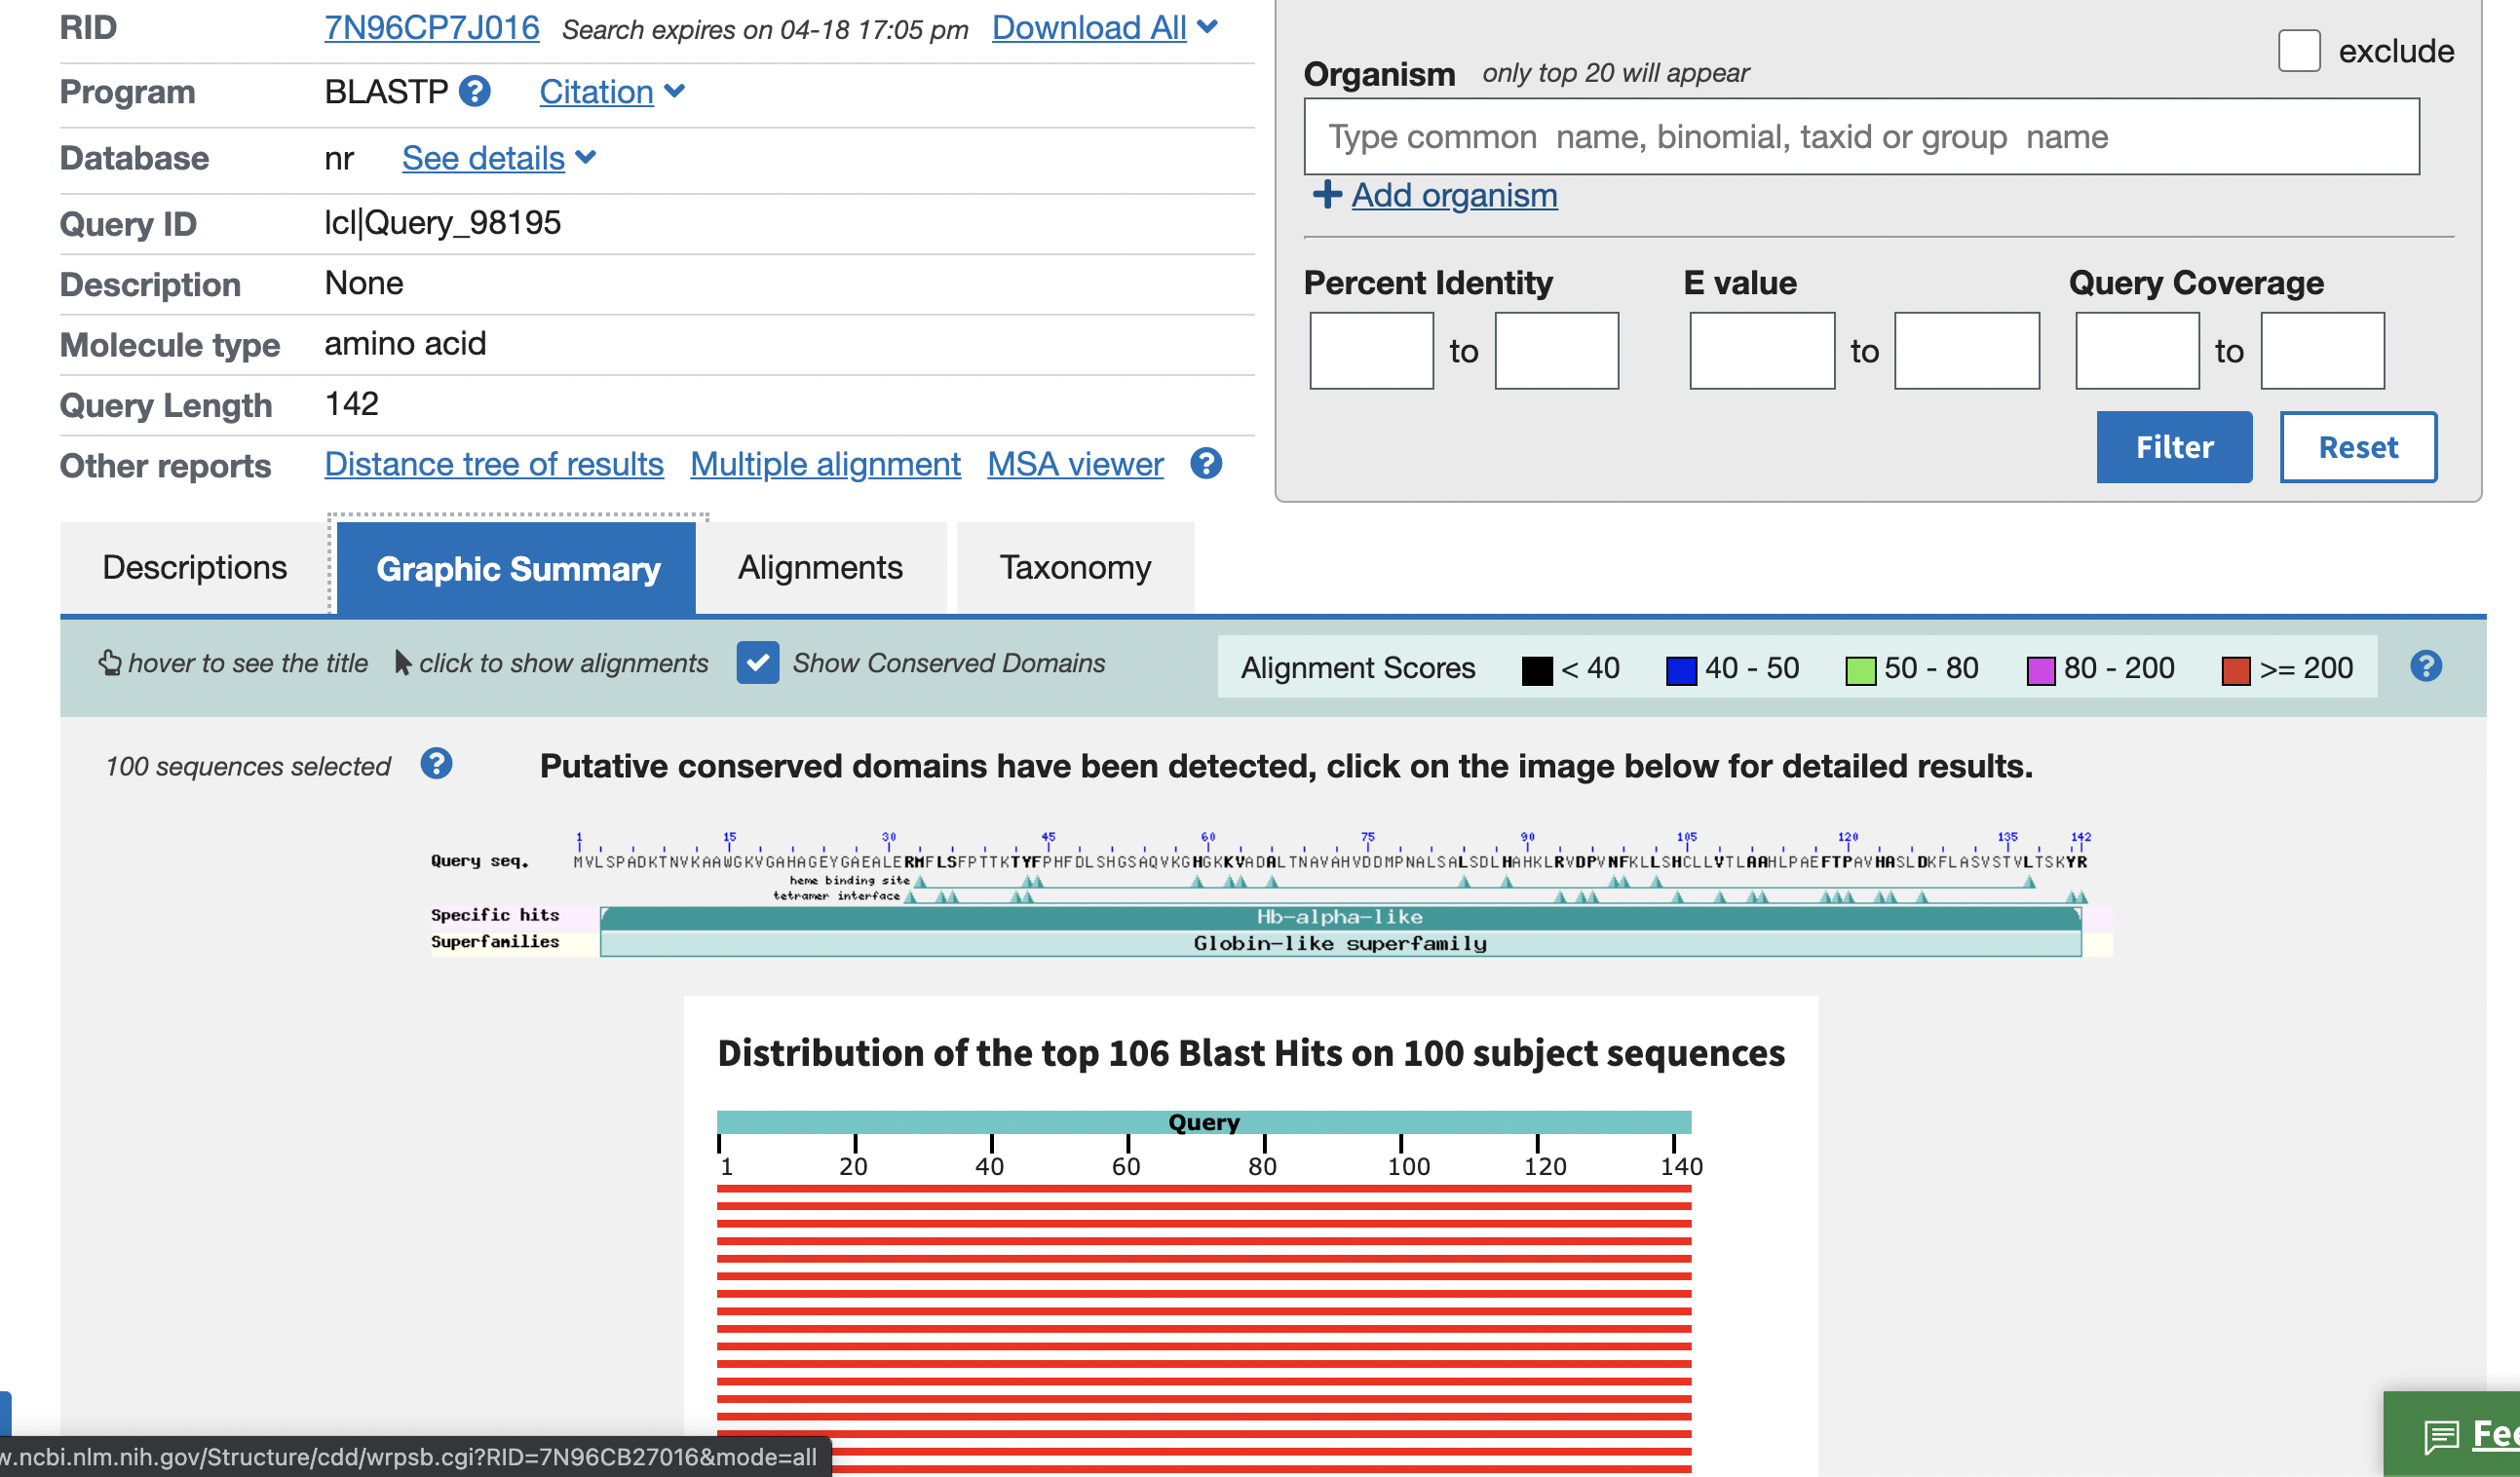 RID 7N96CP7J016 Search expires on 04-18 17:05 pm Download All
Program BLASTP ? Citation
Database nr See details
Query ID lcl|Query_98195
Description None
Molecule type amino acid
Query Length 142
Other reports Distance tree of results Multiple alignment MSA viewer ?
exclude
Organism only top 20 will appear
Type common name, binomial, taxid or group name
+ Add organism
Percent Identity E value Query Coverage
to to to
Filter Reset
Descriptions Graphic Summary Alignments Taxonomy
hover to see the title click to show alignments Show Conserved Domains Alignment Scores < 40 40 - 50 50 - 80 80 - 200 >= 200 ?
100 sequences selected ? Putative conserved domains have been detected, click on the image below for detailed results.
1 15 30 45 60 75 90 105 120 135 142
Query seq. MVLSPADKTNVKAAWGKVGAHAGEYGAEALERMFLSFPTTKTYFPHFDLSHGSAQVKGHGKKVADALTNAVAHVDDMPNALSALSDLHAHKLRVDPVNFKLLSHCLLVTLAAHLPAEFTPAVHASLDKFLASVSTVLTSKYR
heme binding site
tetramer interface
Specific hits Hb-alpha-like
Superfamilies Globin-like superfamily
Distribution of the top 106 Blast Hits on 100 subject sequences
Query
1 20 40 60 80 100 120 140
w.ncbi.nlm.nih.gov/Structure/cdd/wrpsb.cgi?RID=7N96CB27016&mode=all
Fee